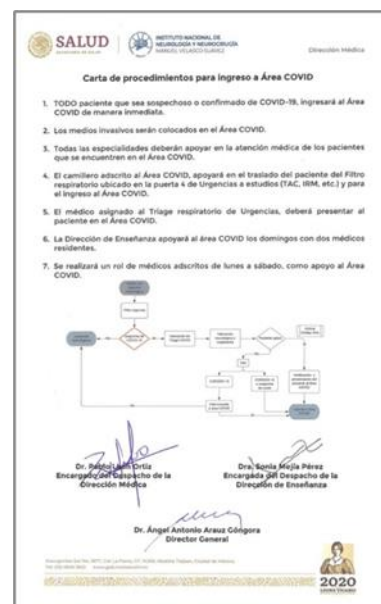 SALUD
SECRETARÍA DE SALUD
INSTITUTO NACIONAL DE
NEUROLOGÍA Y NEUROCIRUGÍA
MANUEL VELASCO SUÁREZ
Dirección Médica
Carta de procedimientos para ingreso a Área COVID
1. TODO paciente que sea sospechoso o confirmado de COVID-19, ingresará al Área
COVID de manera inmediata.
2. Los medios invasivos serán colocados en el Área COVID.
3. Todas las especialidades deberán apoyar en la atención médica de los pacientes
que se encuentren en el Área COVID.
4. El camillero adscrito al Área COVID, apoyará en el traslado del paciente del Filtro
respiratorio ubicado en la puerta 4 de Urgencias a estudios (TAC, IRM, etc.) y para
el ingreso al Área COVID.
5. El médico asignado al Triage respiratorio de Urgencias, deberá presentar al
paciente en el Área COVID.
6. La Dirección de Enseñanza apoyará al área COVID los domingos con dos médicos
residentes.
7. Se realizará un rol de médicos adscritos de lunes a sábado, como apoyo al Área
COVID.
Dr. Pablo León Ortiz
Encargado del Despacho de la
Dirección Médica
Dra. Sonia Mejía Pérez
Encargada del Despacho de la
Dirección de Enseñanza
Dr. Ángel Antonio Arauz Góngora
Director General
2020
LEONA VICARIO